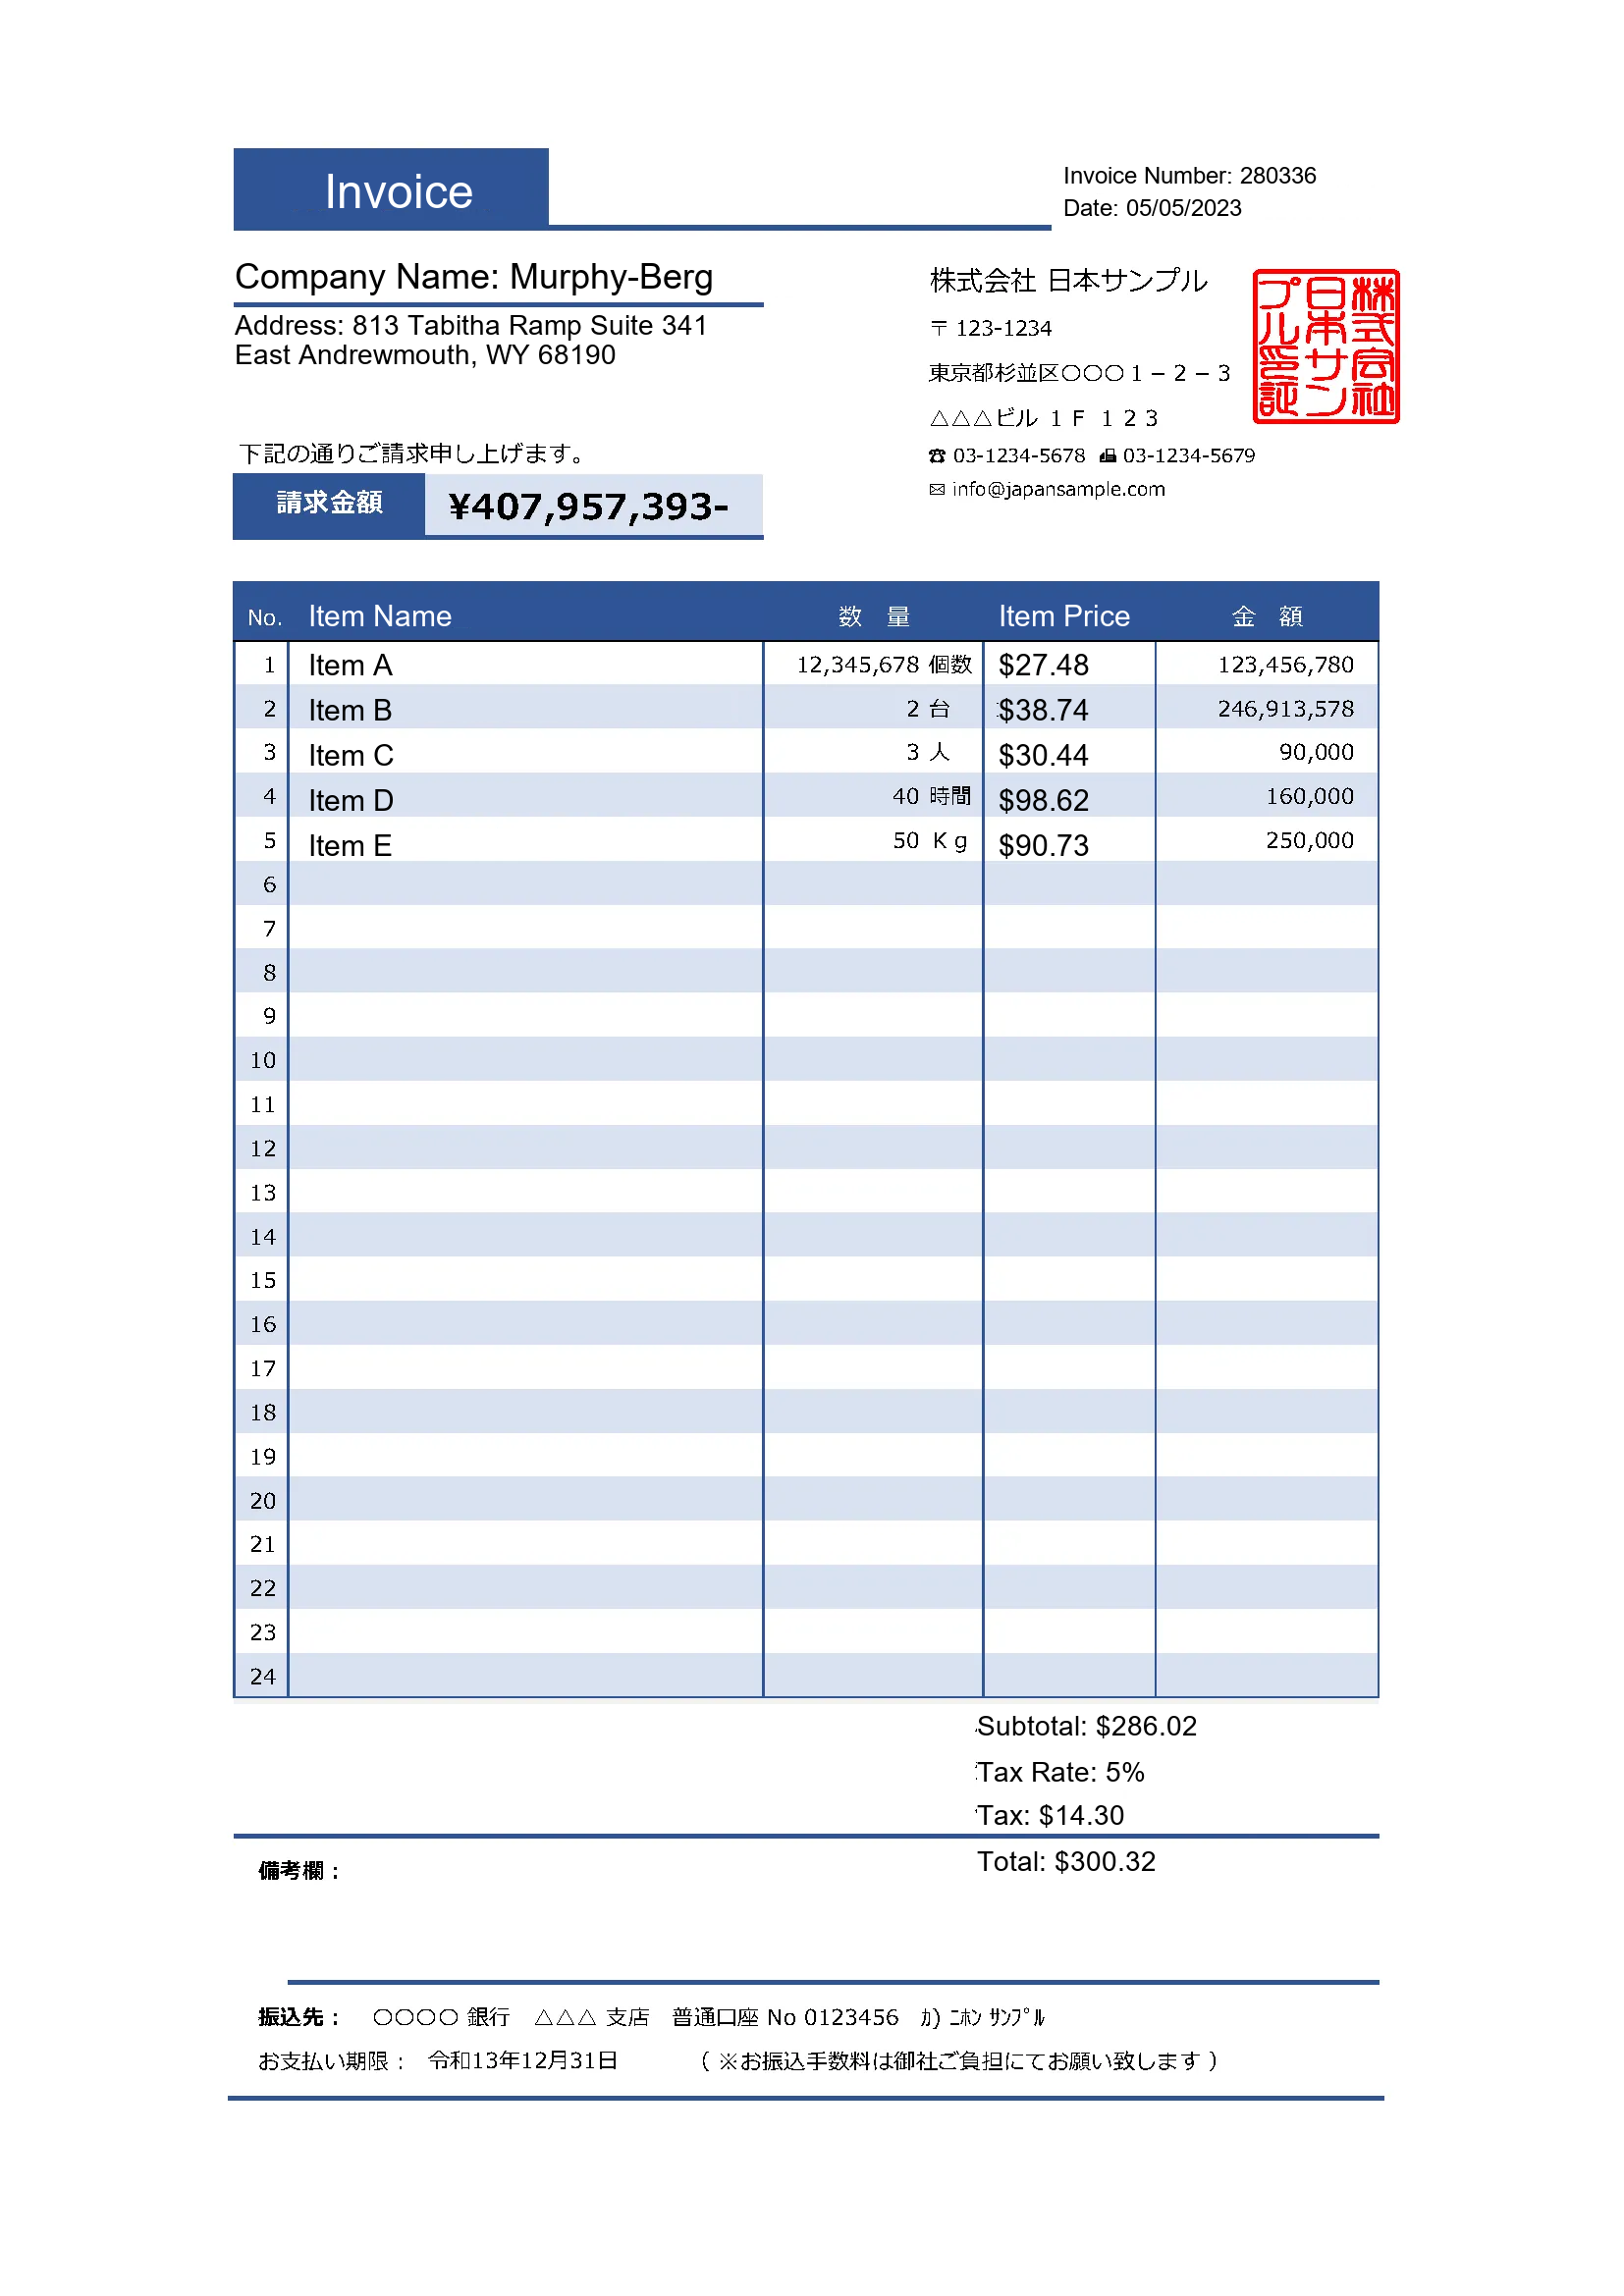 Invoice
Invoice Number: 280336
Date: 05/05/2023
Company Name: Murphy-Berg
Address: 813 Tabitha Ramp Suite 341
East Andrewmouth, WY 68190
株式会社 日本サンプル
〒 123-1234
東京都杉並区〇〇〇１－２－３
△△△ビル １Ｆ １２３
☎ 03-1234-5678 📠 03-1234-5679
✉ info@japansample.com
株式会社
日本サン
プル印証
下記の通りご請求申し上げます。
請求金額 ¥407,957,393-
No. Item Name 数 量 Item Price 金 額
1 Item A 12,345,678 個数 $27.48 123,456,780
2 Item B 2 台 $38.74 246,913,578
3 Item C 3 人 $30.44 90,000
4 Item D 40 時間 $98.62 160,000
5 Item E 50 Ｋｇ $90.73 250,000
6
7
8
9
10
11
12
13
14
15
16
17
18
19
20
21
22
23
24
Subtotal: $286.02
Tax Rate: 5%
Tax: $14.30
Total: $300.32
備考欄：
振込先： 〇〇〇〇 銀行 △△△ 支店 普通口座 No 0123456 ｶ) ﾆﾎﾝ ｻﾝﾌﾟﾙ
お支払い期限： 令和13年12月31日 （ ※お振込手数料は御社ご負担にてお願い致します ）